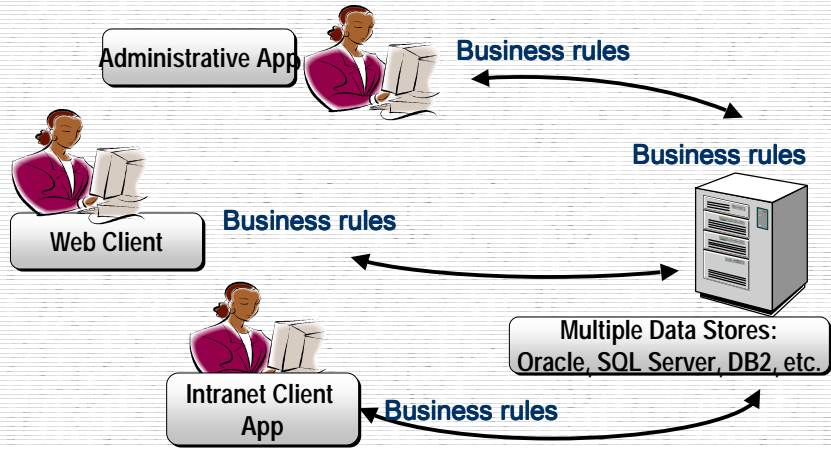 Administrative App
Business rules
Business rules
Web Client
Business rules
Multiple Data Stores:
Oracle, SQL Server, DB2, etc.
Intranet Client
App
Business rules